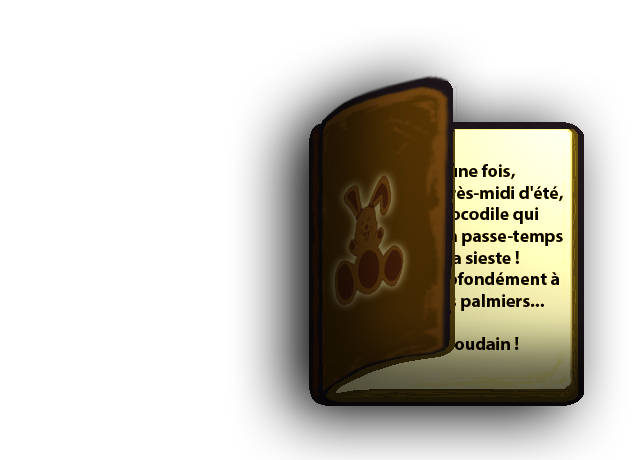 une fois,
rès-midi d'été,
ocodile qui
passe-temps
a sieste !
ofondément à
palmiers...
oudain !